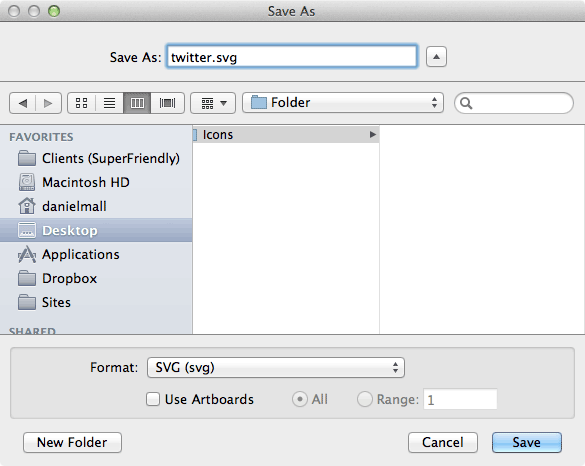 Save As
Save As: twitter.svg
Folder
FAVORITES
Clients (SuperFriendly)
Macintosh HD
danielmall
Desktop
Applications
Dropbox
Sites
SHARED
Icons
Format: SVG (svg)
Use Artboards All Range: 1
New Folder Cancel Save